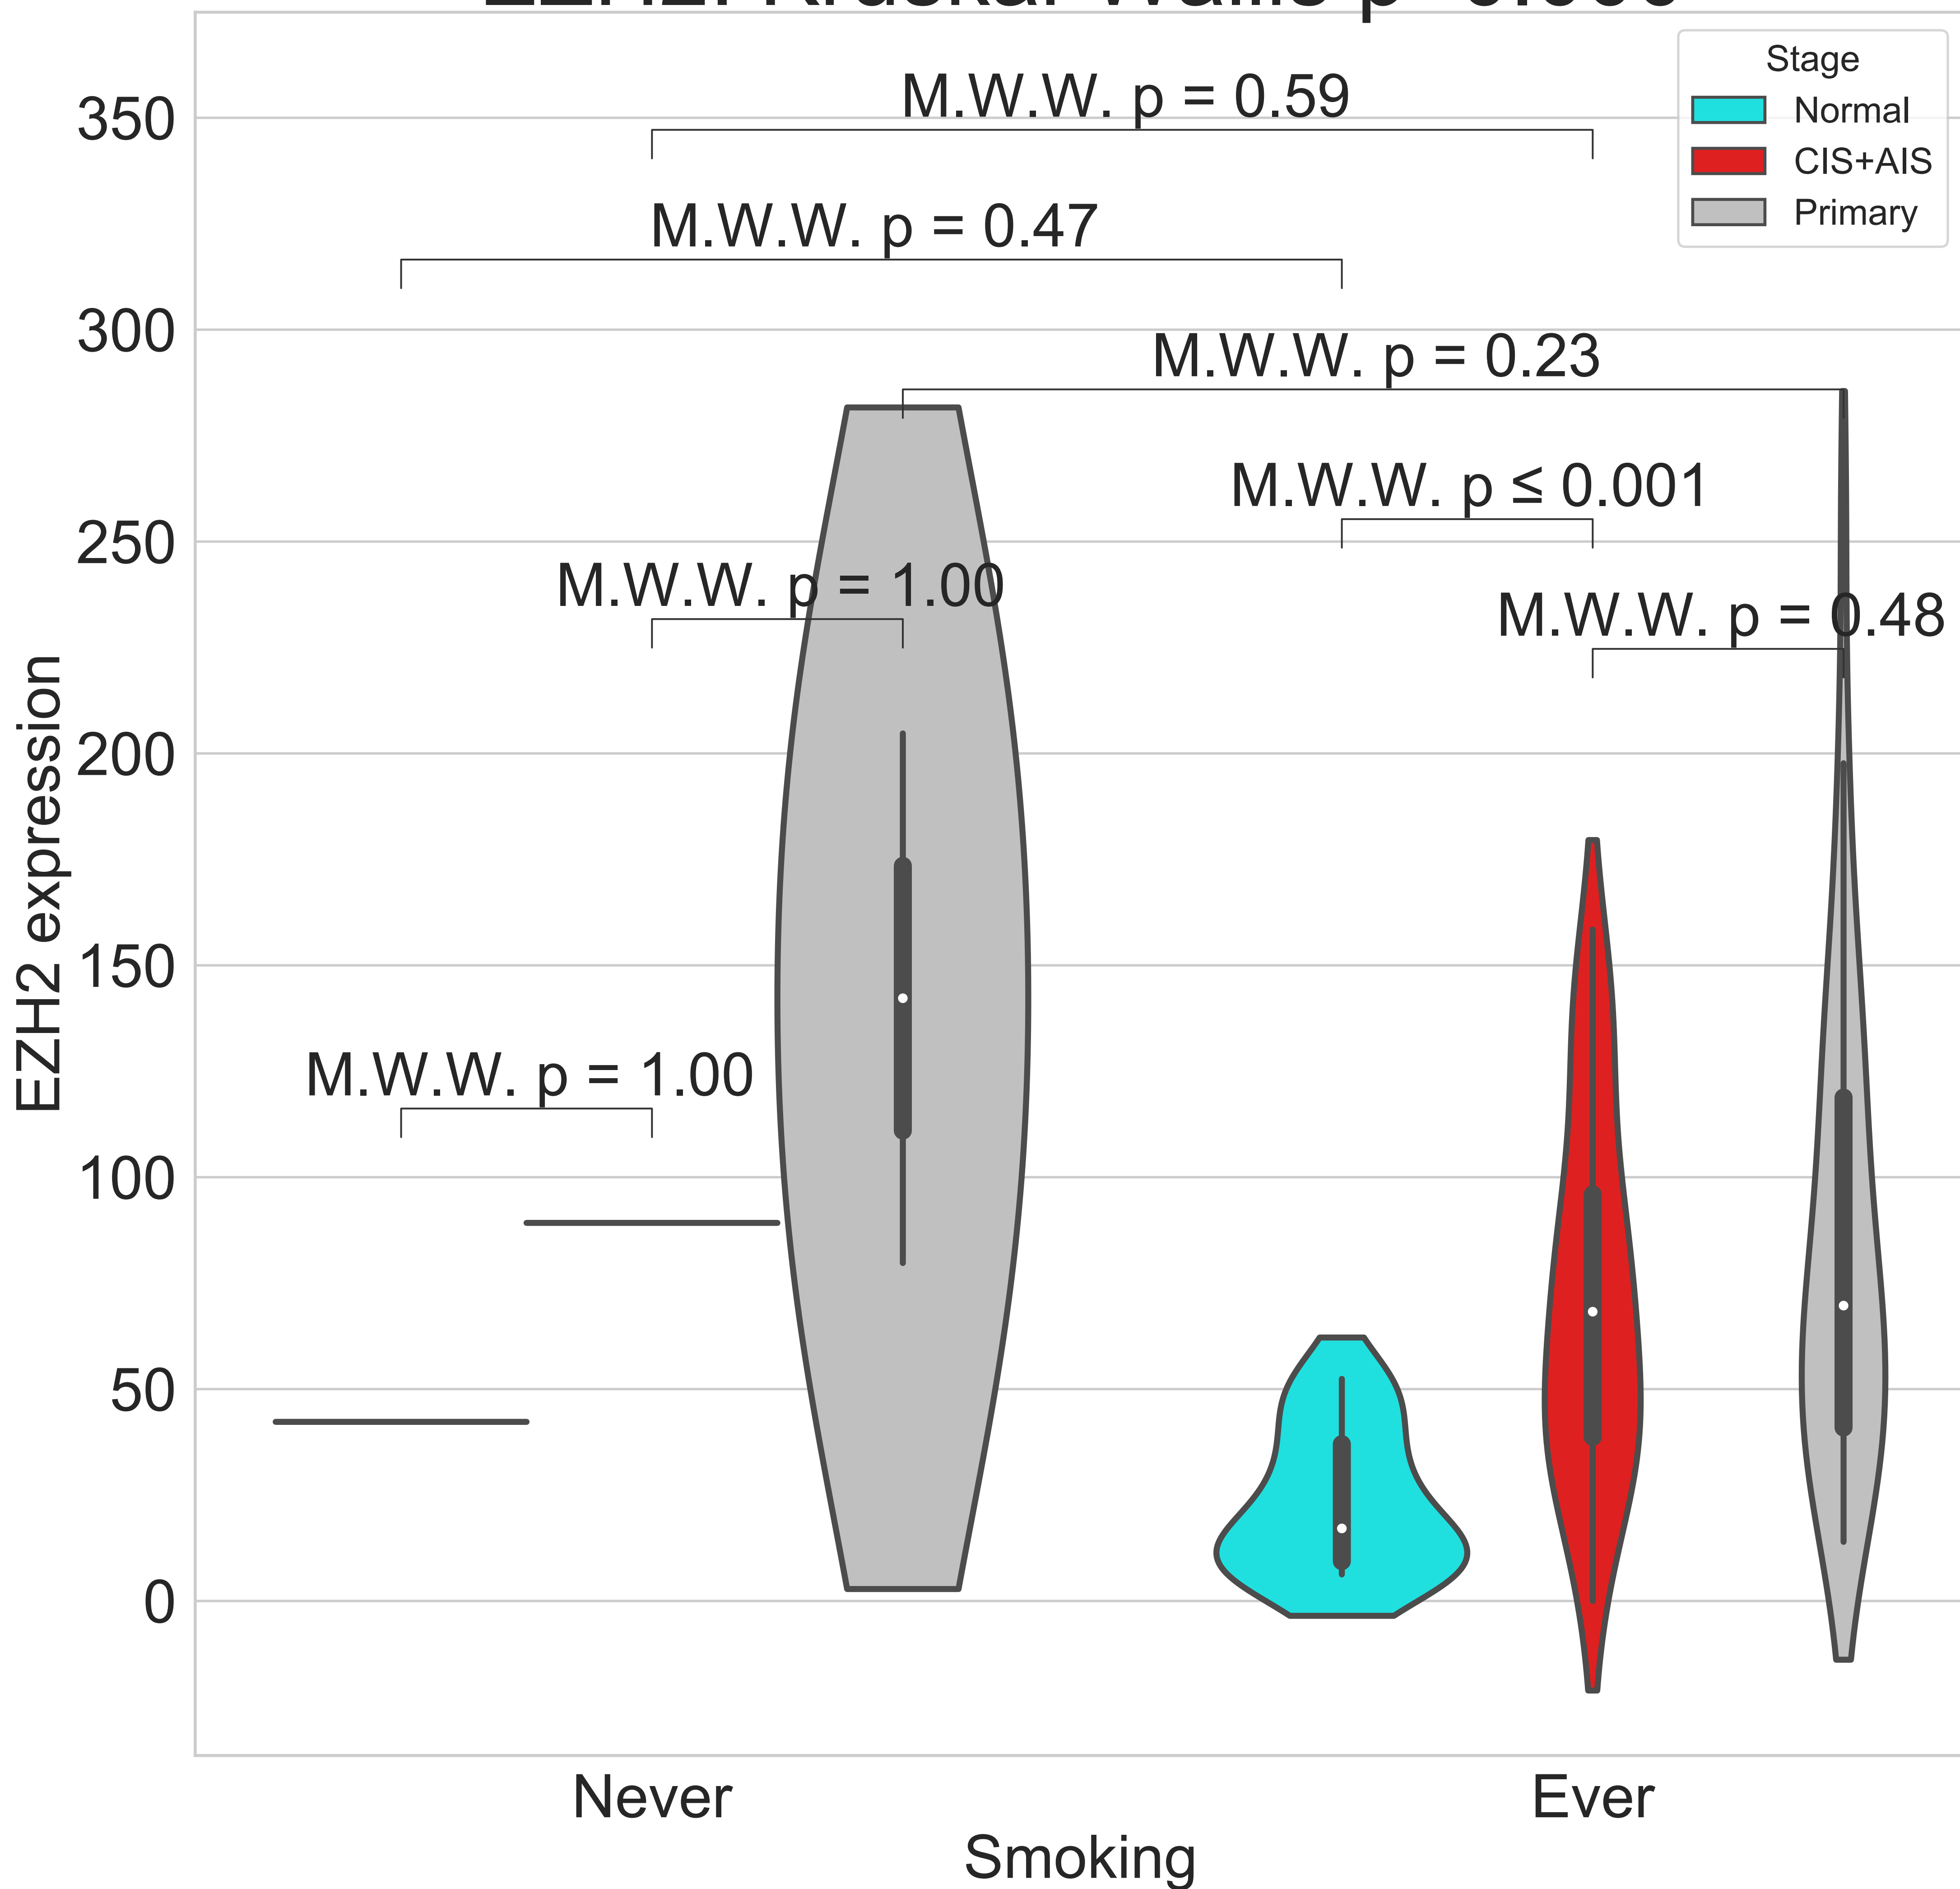 M.W.W. p = 0.59
M.W.W. p = 0.47
M.W.W. p = 0.23
M.W.W. p ≤ 0.001
M.W.W. p = 1.00
M.W.W. p = 0.48
M.W.W. p = 1.00
Stage
Normal
CIS+AIS
Primary
350
300
250
200
150
100
50
0
EZH2 expression
Never
Ever
Smoking